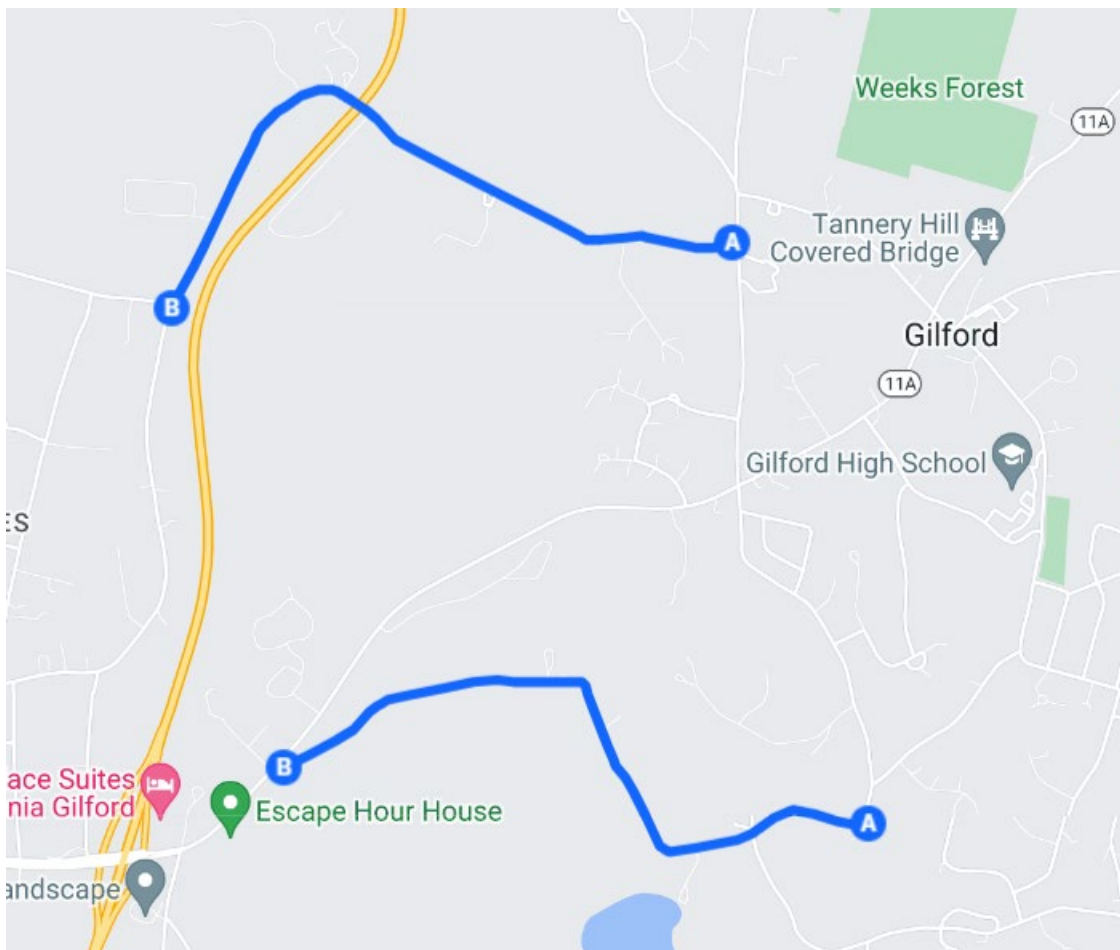 Weeks Forest
11A
Tannery Hill
Covered Bridge
A
B
Gilford
11A
Gilford High School
ES
B
ace Suites
nia Gilford
Escape Hour House
A
andscape